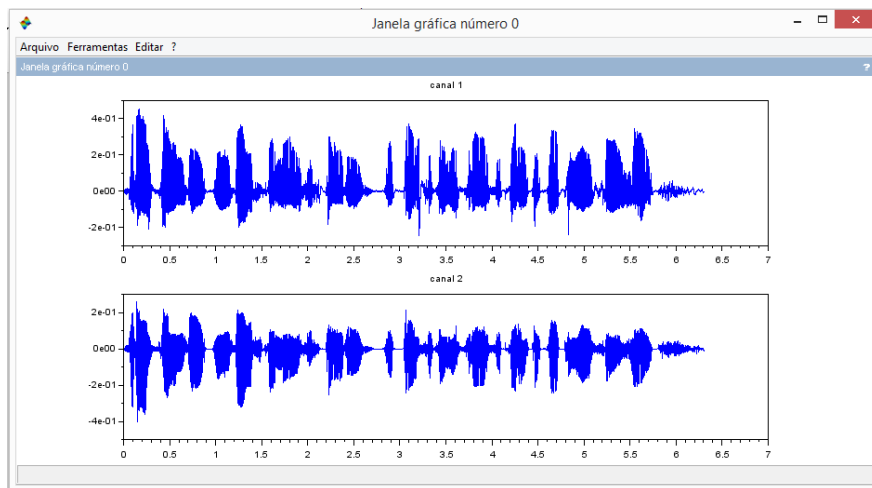 Janela gráfica número 0
Arquivo Ferramentas Editar ?
Janela gráfica número 0 ?
canal 1
4e-01
2e-01
0e00
-2e-01
0 0.5 1 1.5 2 2.5 3 3.5 4 4.5 5 5.5 6 6.5 7
canal 2
2e-01
0e00
-2e-01
-4e-01
0 0.5 1 1.5 2 2.5 3 3.5 4 4.5 5 5.5 6 6.5 7